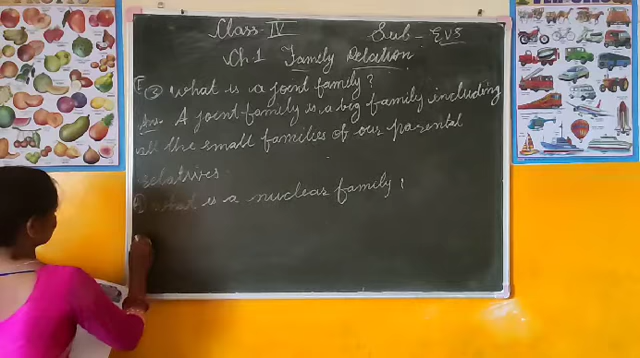 Class-IV Sub- EVS
Ch.1 Family Relation
E ③ What is a joint family?
Ans. A joint family is a big family including
all the small families of our parental
relatives.
What is a nuclear family?